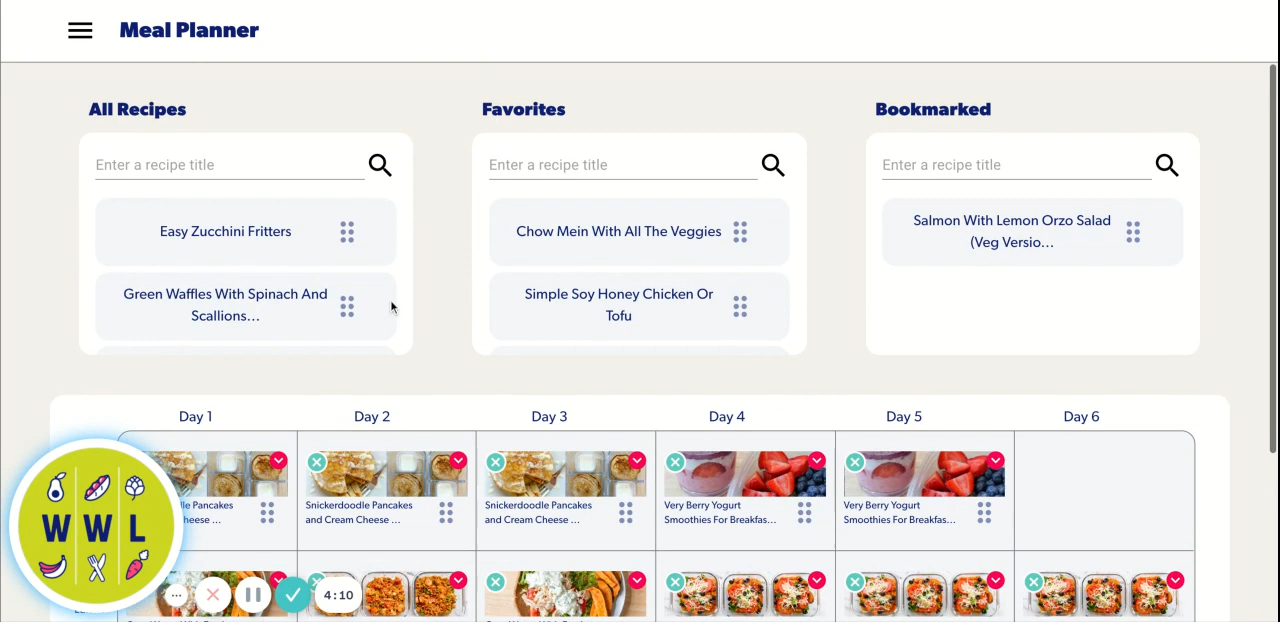 Meal Planner
All Recipes
Favorites
Bookmarked
Enter a recipe title
Enter a recipe title
Enter a recipe title
Easy Zucchini Fritters
Chow Mein With All The Veggies
Salmon With Lemon Orzo Salad
(Veg Versio...
Green Waffles With Spinach And
Scallions...
Simple Soy Honey Chicken Or
Tofu
Day 1
Day 2
Day 3
Day 4
Day 5
Day 6
le Pancakes
heese ...
Snickerdoodle Pancakes
and Cream Cheese ...
Snickerdoodle Pancakes
and Cream Cheese ...
Very Berry Yogurt
Smoothies For Breakfas...
Very Berry Yogurt
Smoothies For Breakfas...
W W L
4:10